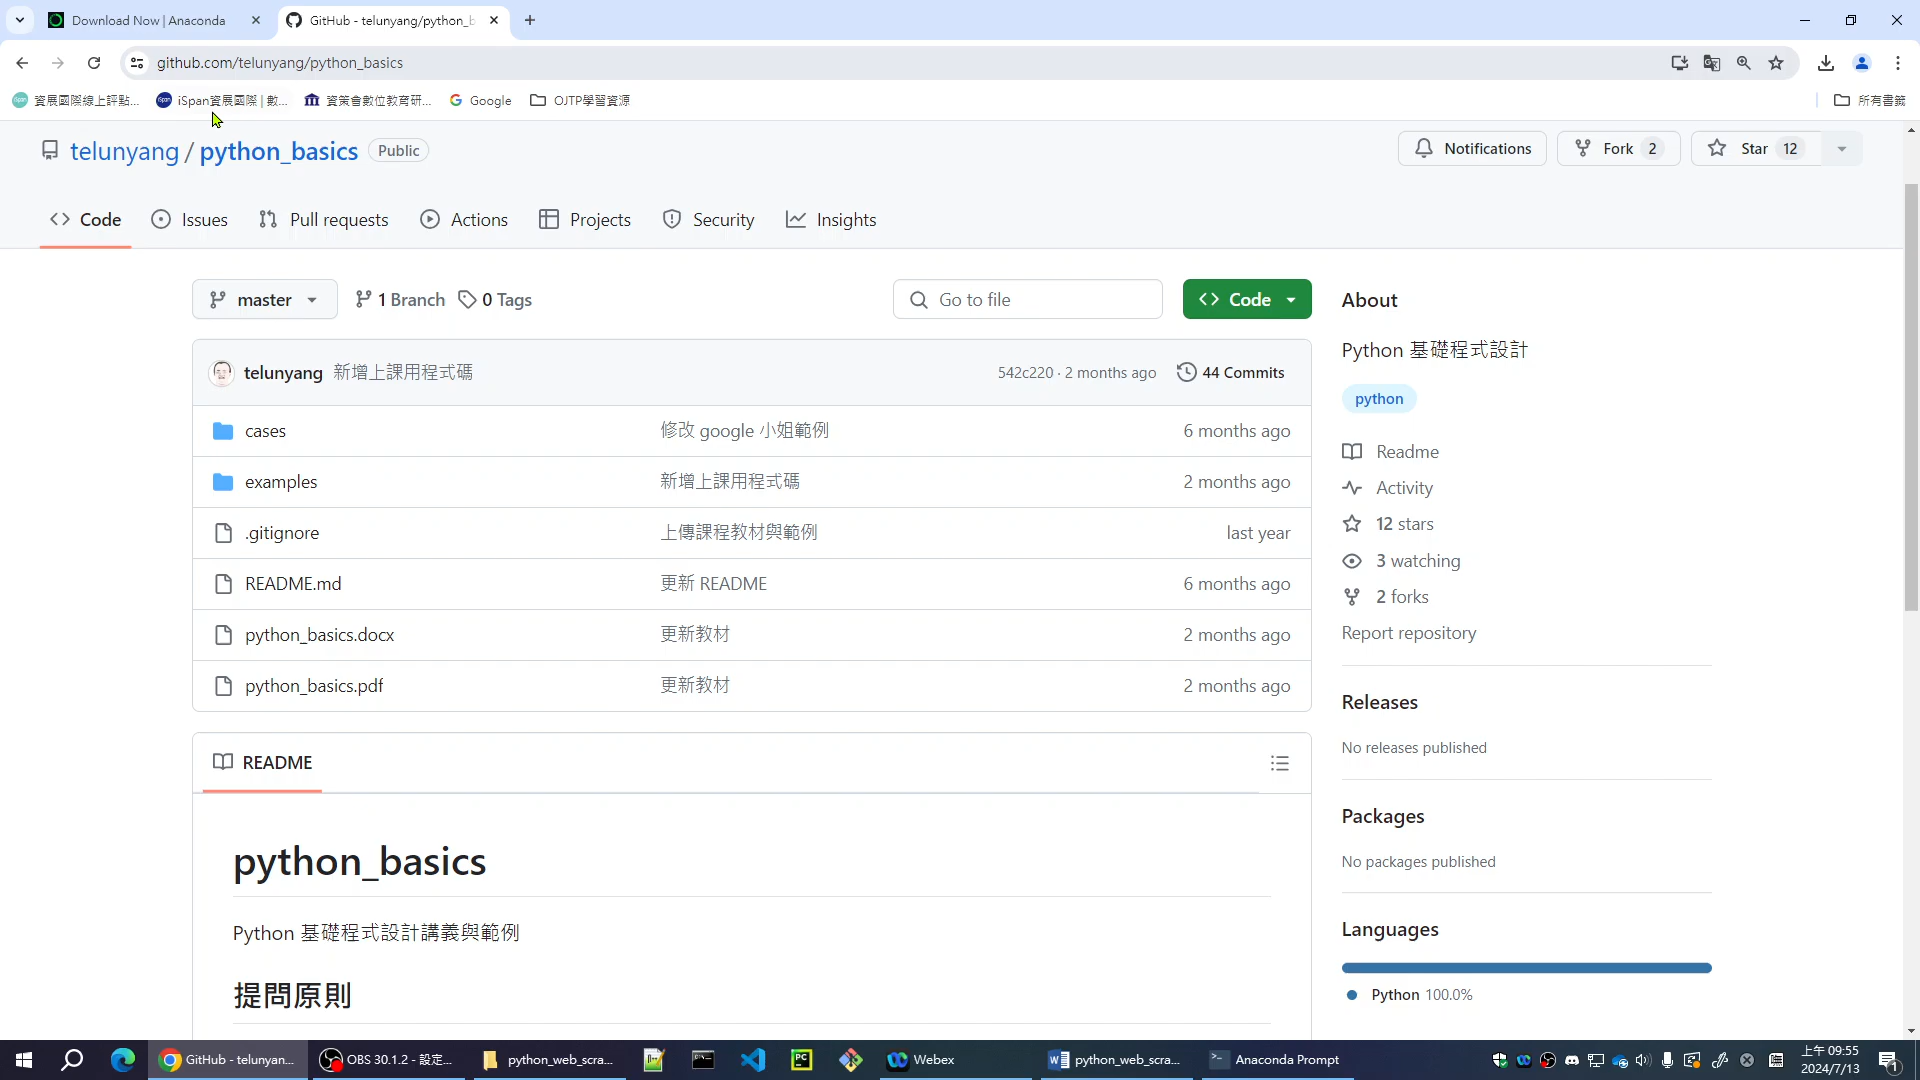 Download Now | Anaconda
GitHub - telunyang/python_b
github.com/telunyang/python_basics
資展國際線上評點...
iSpan資展國際 | 數...
資策會數位教育研...
Google
OJTP學習資源
所有書籤
telunyang / python_basics
Public
Notifications
Fork 2
Star 12
Code
Issues
Pull requests
Actions
Projects
Security
Insights
master
1 Branch
0 Tags
Go to file
Code
telunyang 新增上課用程式碼
542c220 · 2 months ago
44 Commits
cases
修改 google 小姐範例
6 months ago
examples
新增上課用程式碼
2 months ago
.gitignore
上傳課程教材與範例
last year
README.md
更新 README
6 months ago
python_basics.docx
更新教材
2 months ago
python_basics.pdf
更新教材
2 months ago
README
python_basics
Python 基礎程式設計講義與範例
提問原則
About
Python 基礎程式設計
python
Readme
Activity
12 stars
3 watching
2 forks
Report repository
Releases
No releases published
Packages
No packages published
Languages
Python 100.0%
GitHub - telunyan...
OBS 30.1.2 - 設定...
python_web_scra...
Webex
python_web_scra...
Anaconda Prompt
上午 09:55
2024/7/13
1